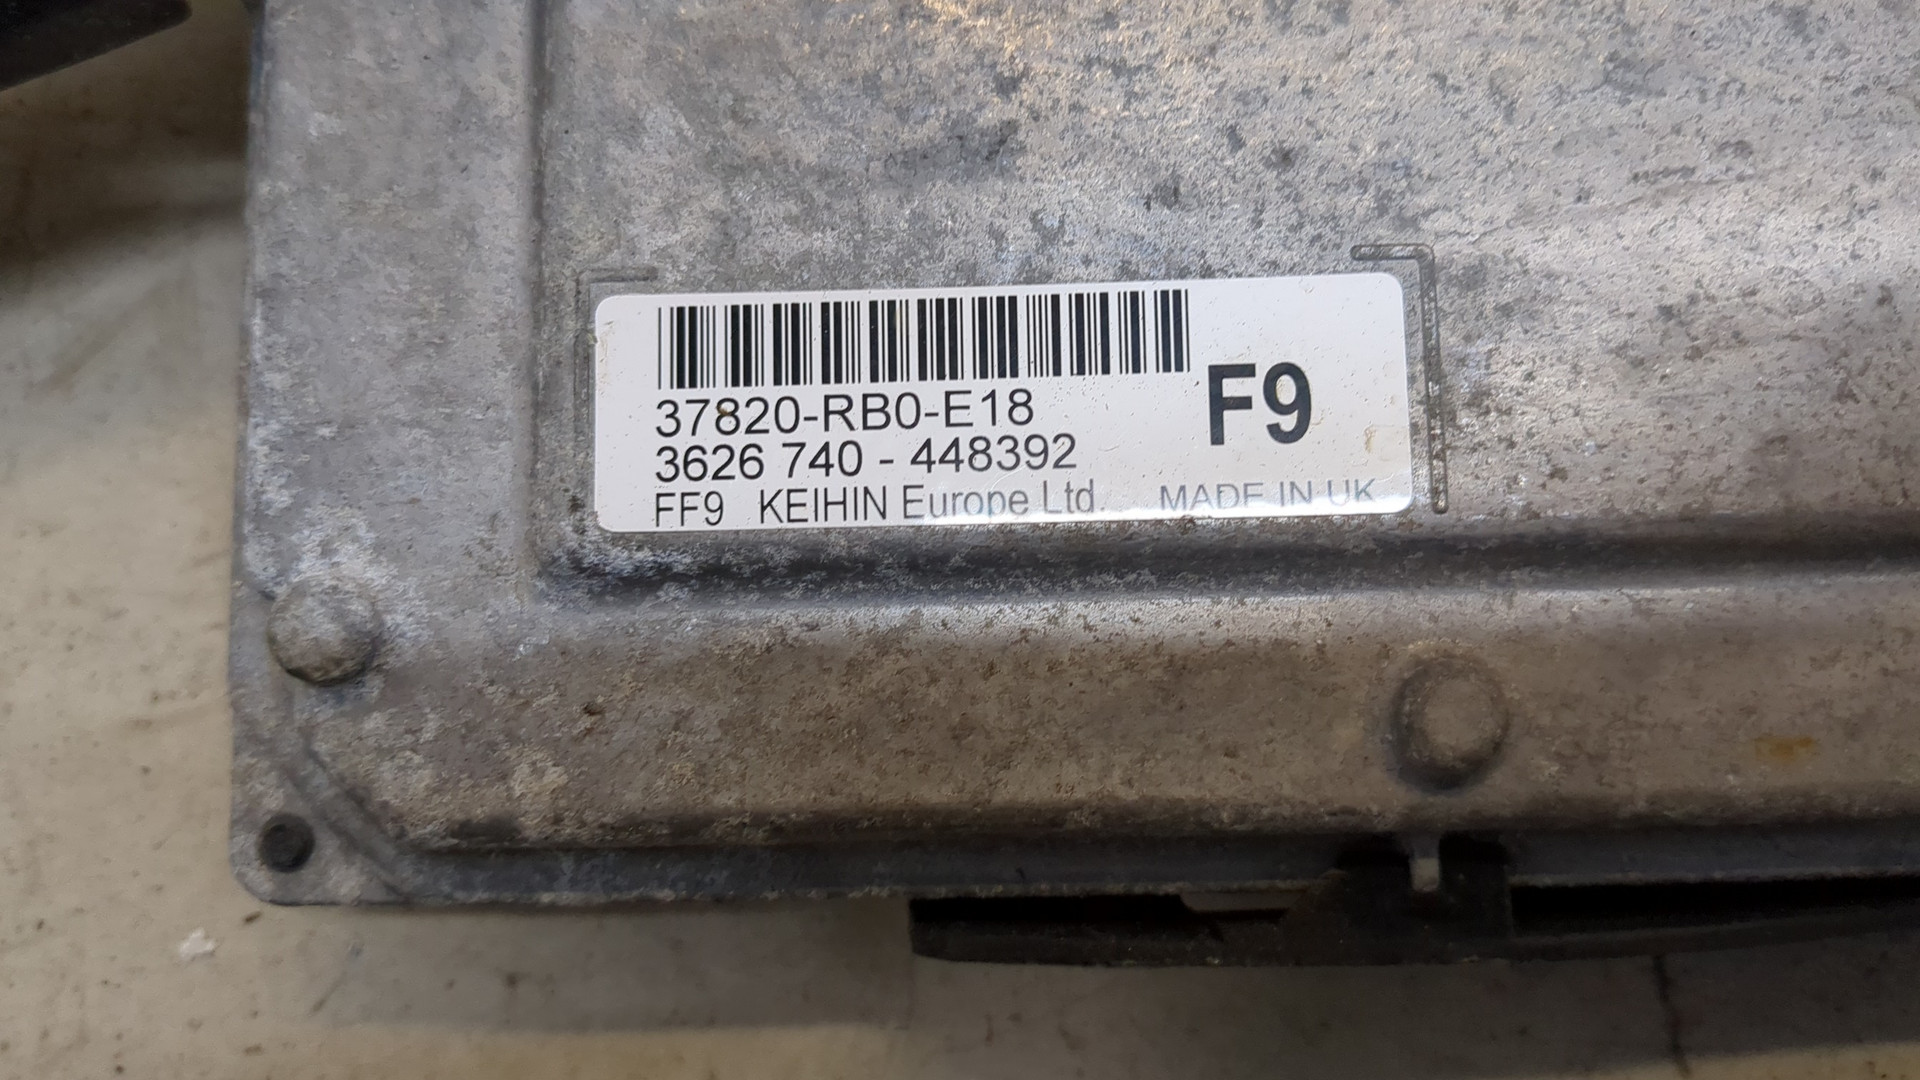 37820-RB0-E18
F9
3626 740 - 448392
FF9 KEIHIN Europe Ltd. MADE IN UK